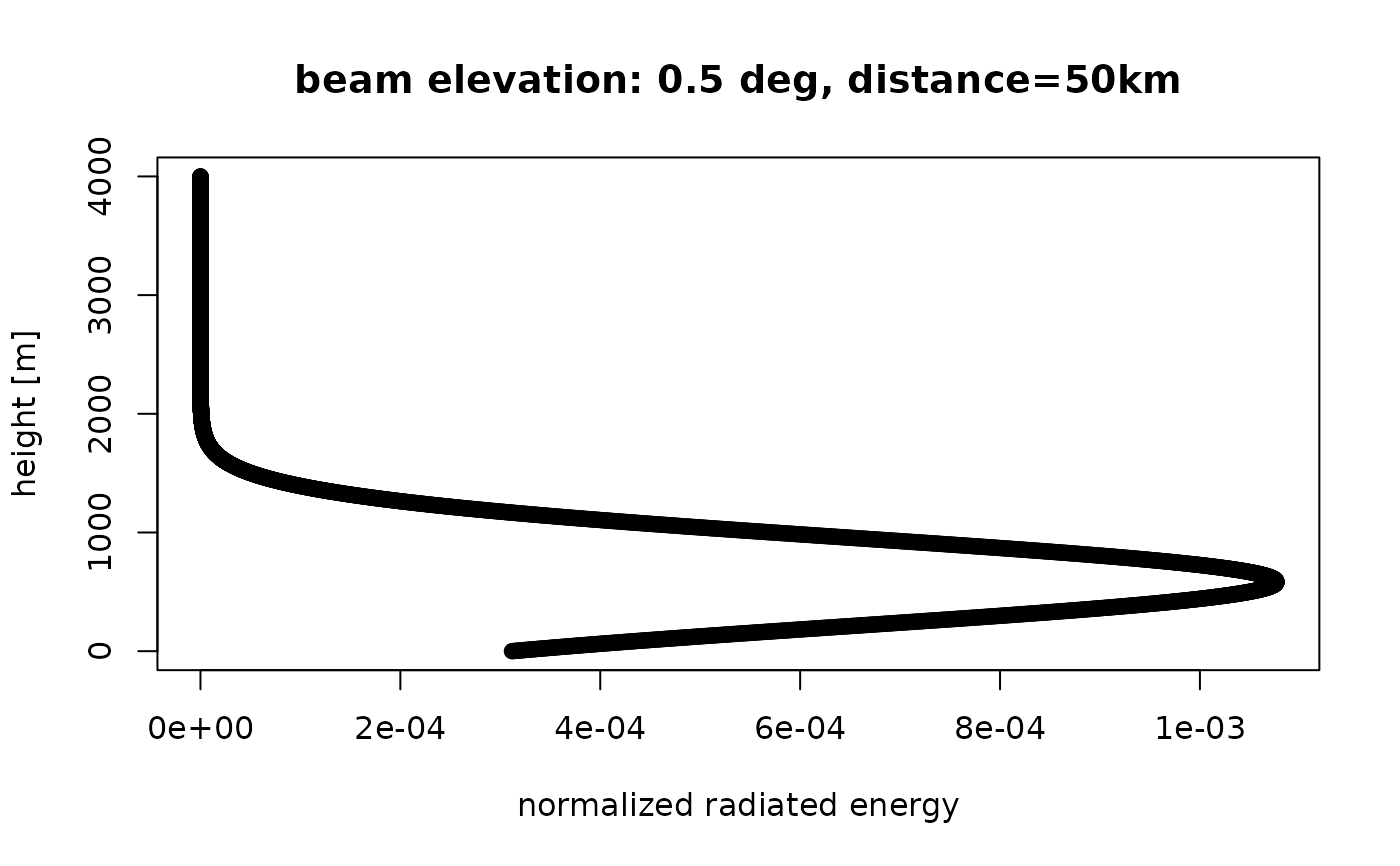 beam elevation: 0.5 deg, distance=50km
height [m]
4000
3000
2000
1000
0
0e+00 2e-04 4e-04 6e-04 8e-04 1e-03
normalized radiated energy